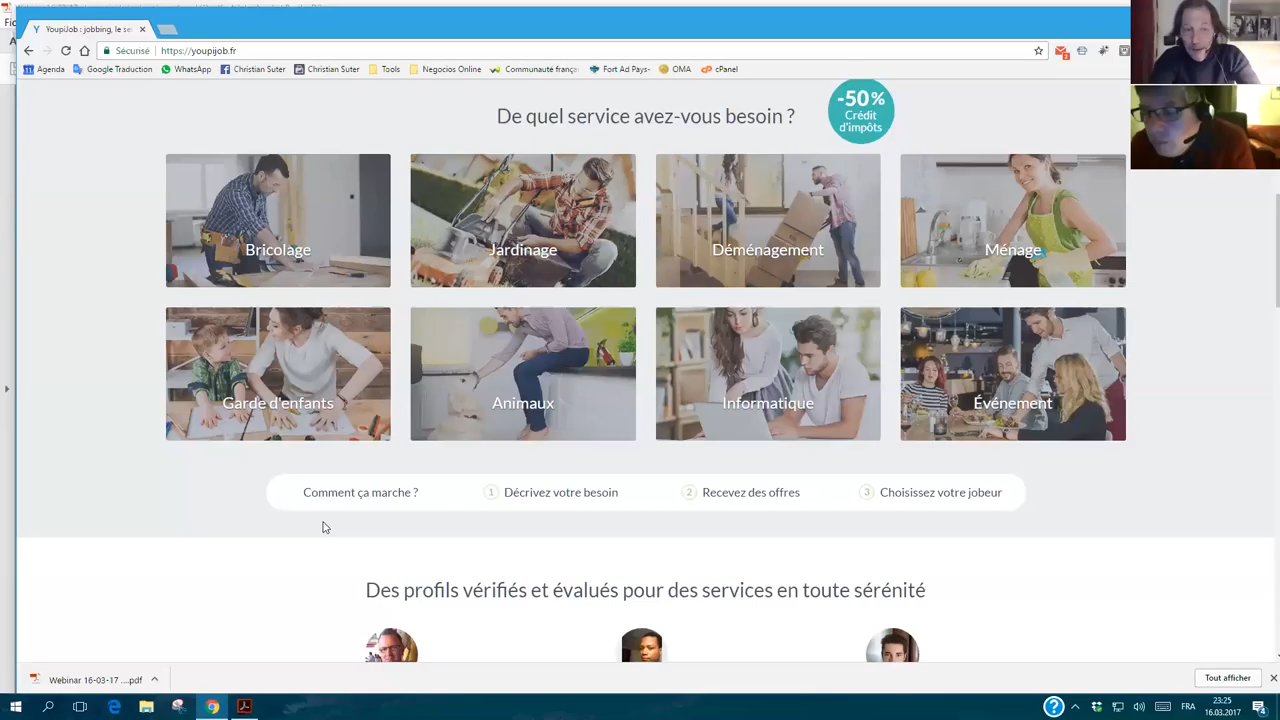 YoupiJob : jobbing, le se
Sécurisé
https://youpijob.fr
Agenda
Google Traduction
WhatsApp
Christian Suter
Christian Suter
Tools
Negocios Online
Communauté franç
Fort Ad Pays-
OMA
cPanel
De quel service avez-vous besoin ?
-50%
Crédit
d'impôts
Bricolage
Jardinage
Déménagement
Ménage
Garde d'enfants
Animaux
Informatique
Événement
Comment ça marche ?
1 Décrivez votre besoin
2 Recevez des offres
3 Choisissez votre jobeur
Des profils vérifiés et évalués pour des services en toute sérénité
Webinar 16-03-17 ....pdf
Tout afficher
FRA
23:25
16.03.2017